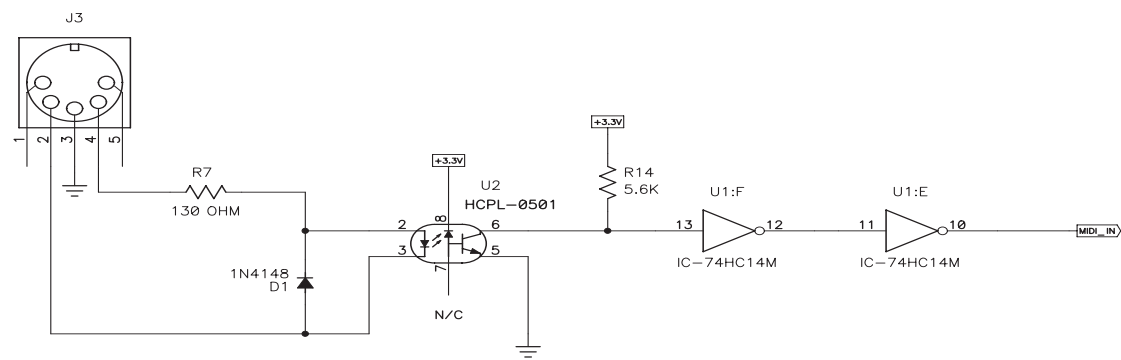 J3
1
2
3
4
5
R7
130 OHM
1N4148
D1
+3.3V
U2
HCPL-0501
8
2
3
6
5
7
N/C
+3.3V
R14
5.6K
U1:F
13
12
IC-74HC14M
U1:E
11
10
IC-74HC14M
MIDI_IN